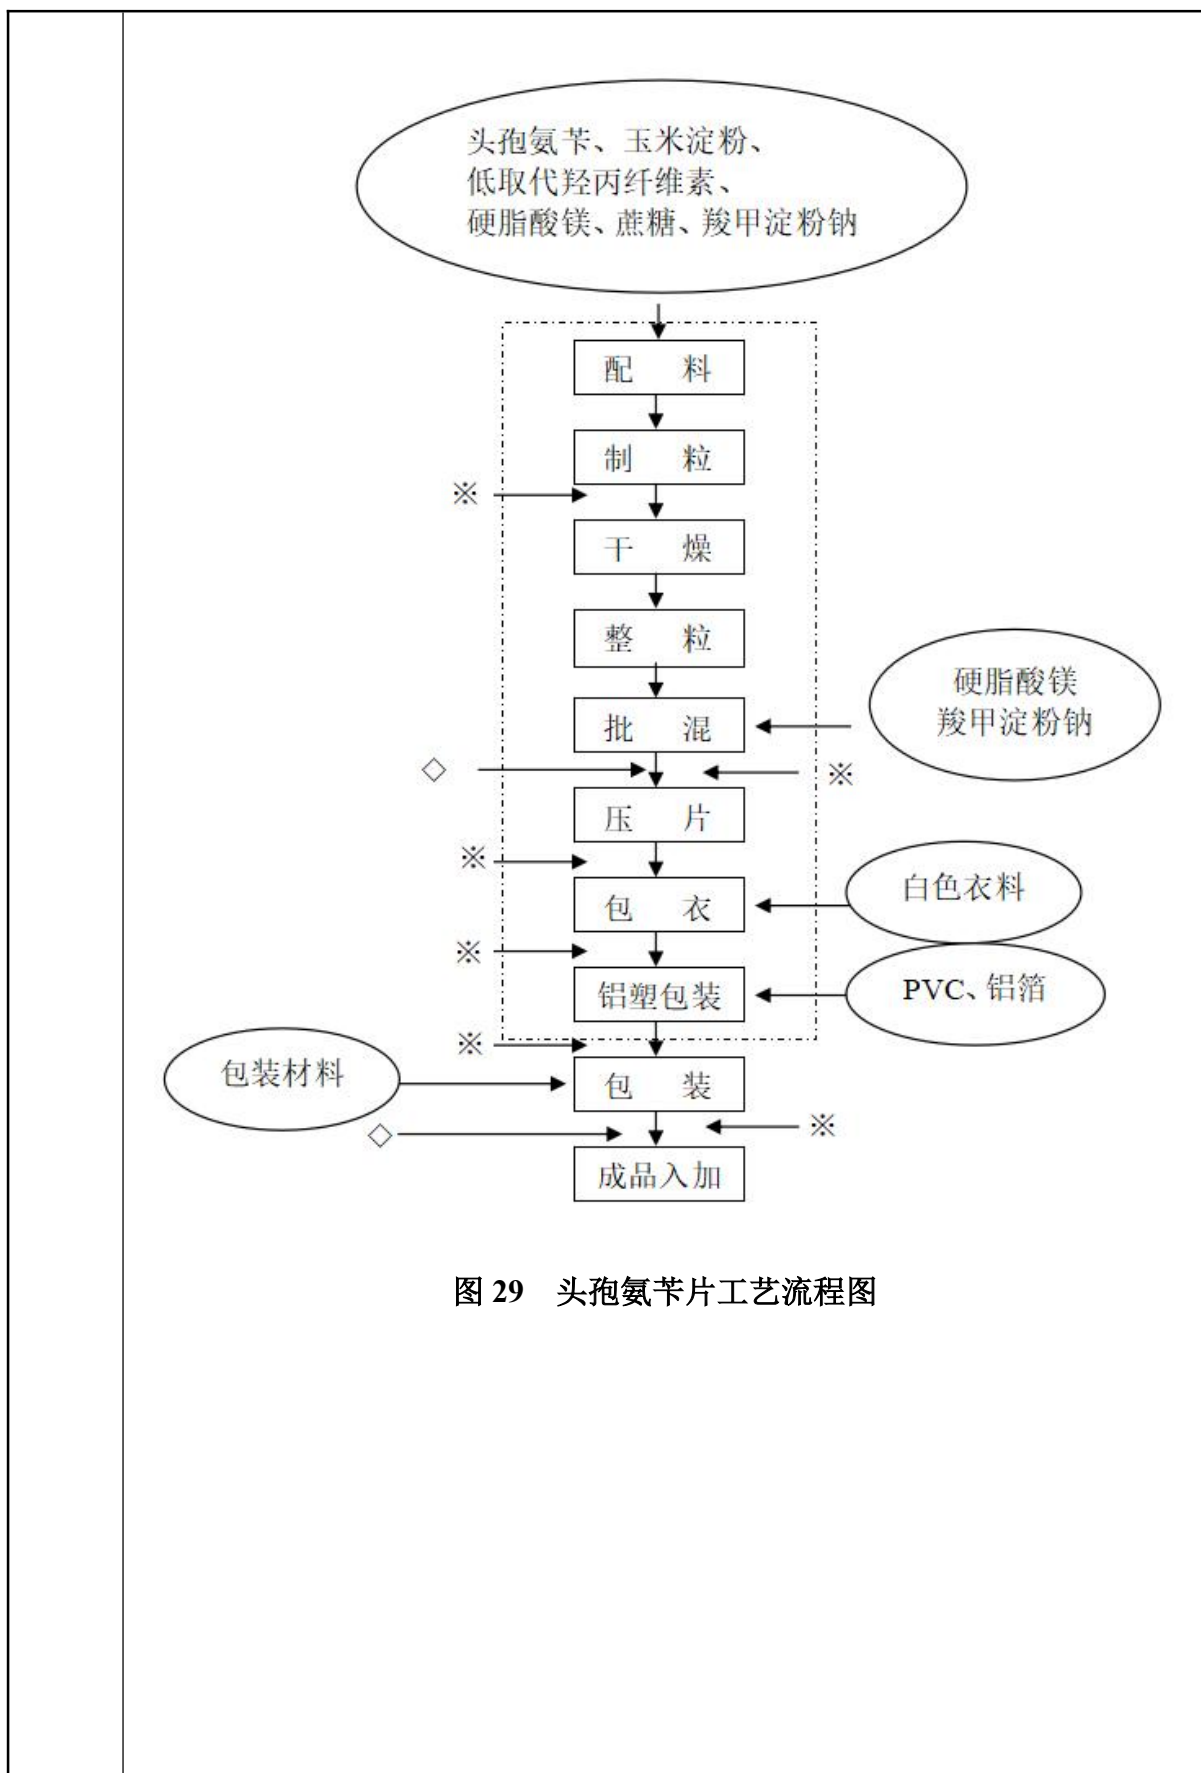 头孢氨苄、玉米淀粉、
低取代羟丙纤维素、
硬脂酸镁、蔗糖、羧甲淀粉钠
配 料
制 粒
※
干 燥
整 粒
硬脂酸镁
羧甲淀粉钠
批 混
◇
※
压 片
※
白色衣料
包 衣
※
PVC、铝箔
铝塑包装
※
包装材料
包 装
◇
※
成品入加
图 29 头孢氨苄片工艺流程图